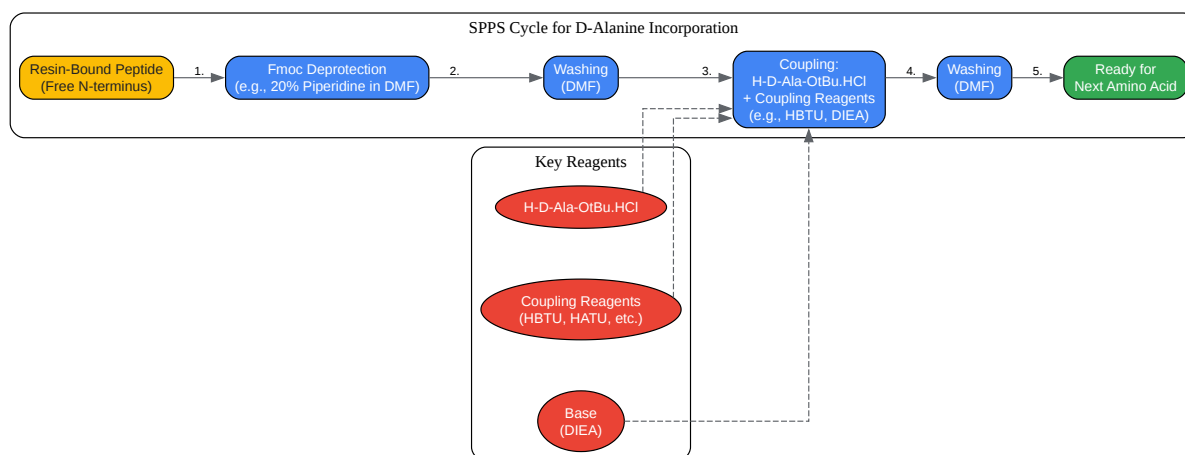 SPPS Cycle for D-Alanine Incorporation
Resin-Bound Peptide
(Free N-terminus)
1.
Fmoc Deprotection
(e.g., 20% Piperidine in DMF)
2.
Washing
(DMF)
3.
Coupling:
H-D-Ala-OtBu.HCl
+ Coupling Reagents
(e.g., HBTU, DIEA)
4.
Washing
(DMF)
5.
Ready for
Next Amino Acid
Key Reagents
H-D-Ala-OtBu.HCl
Coupling Reagents
(HBTU, HATU, etc.)
Base
(DIEA)